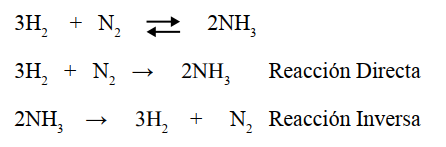 3H₂ + N₂ ⇄ 2NH₃
3H₂ + N₂ → 2NH₃ Reacción Directa
2NH₃ → 3H₂ + N₂ Reacción Inversa